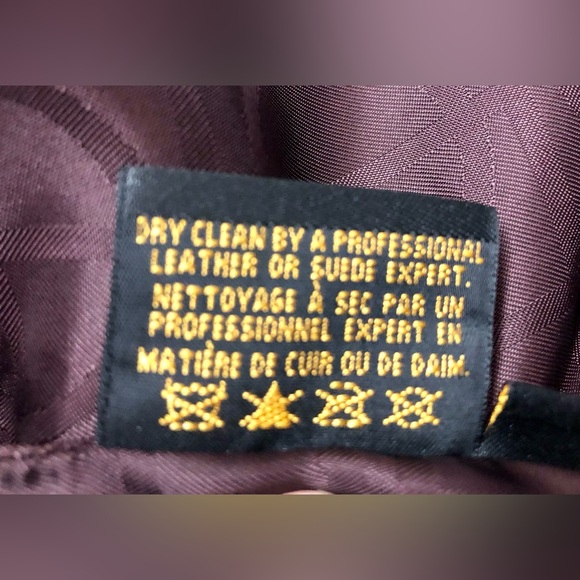 DRY CLEAN BY A PROFESSIONAL
LEATHER OR SUEDE EXPERT.
NETTOYAGE À SEC PAR UN
PROFESSIONNEL EXPERT EN
MATIÈRE DE CUIR OU DE DAIM.